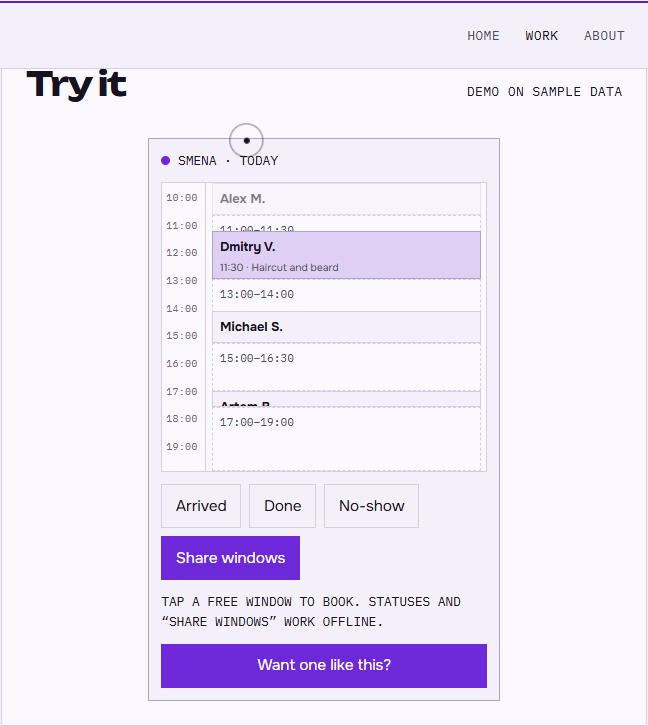 HOME WORK ABOUT
Try it
DEMO ON SAMPLE DATA
SMENA · TODAY
10:00
11:00
12:00
13:00
14:00
15:00
16:00
17:00
18:00
19:00
Alex M.
11:00–11:30
Dmitry V.
11:30 · Haircut and beard
13:00–14:00
Michael S.
15:00–16:30
Artem B.
17:00–19:00
Arrived
Done
No-show
Share windows
TAP A FREE WINDOW TO BOOK. STATUSES AND
“SHARE WINDOWS” WORK OFFLINE.
Want one like this?